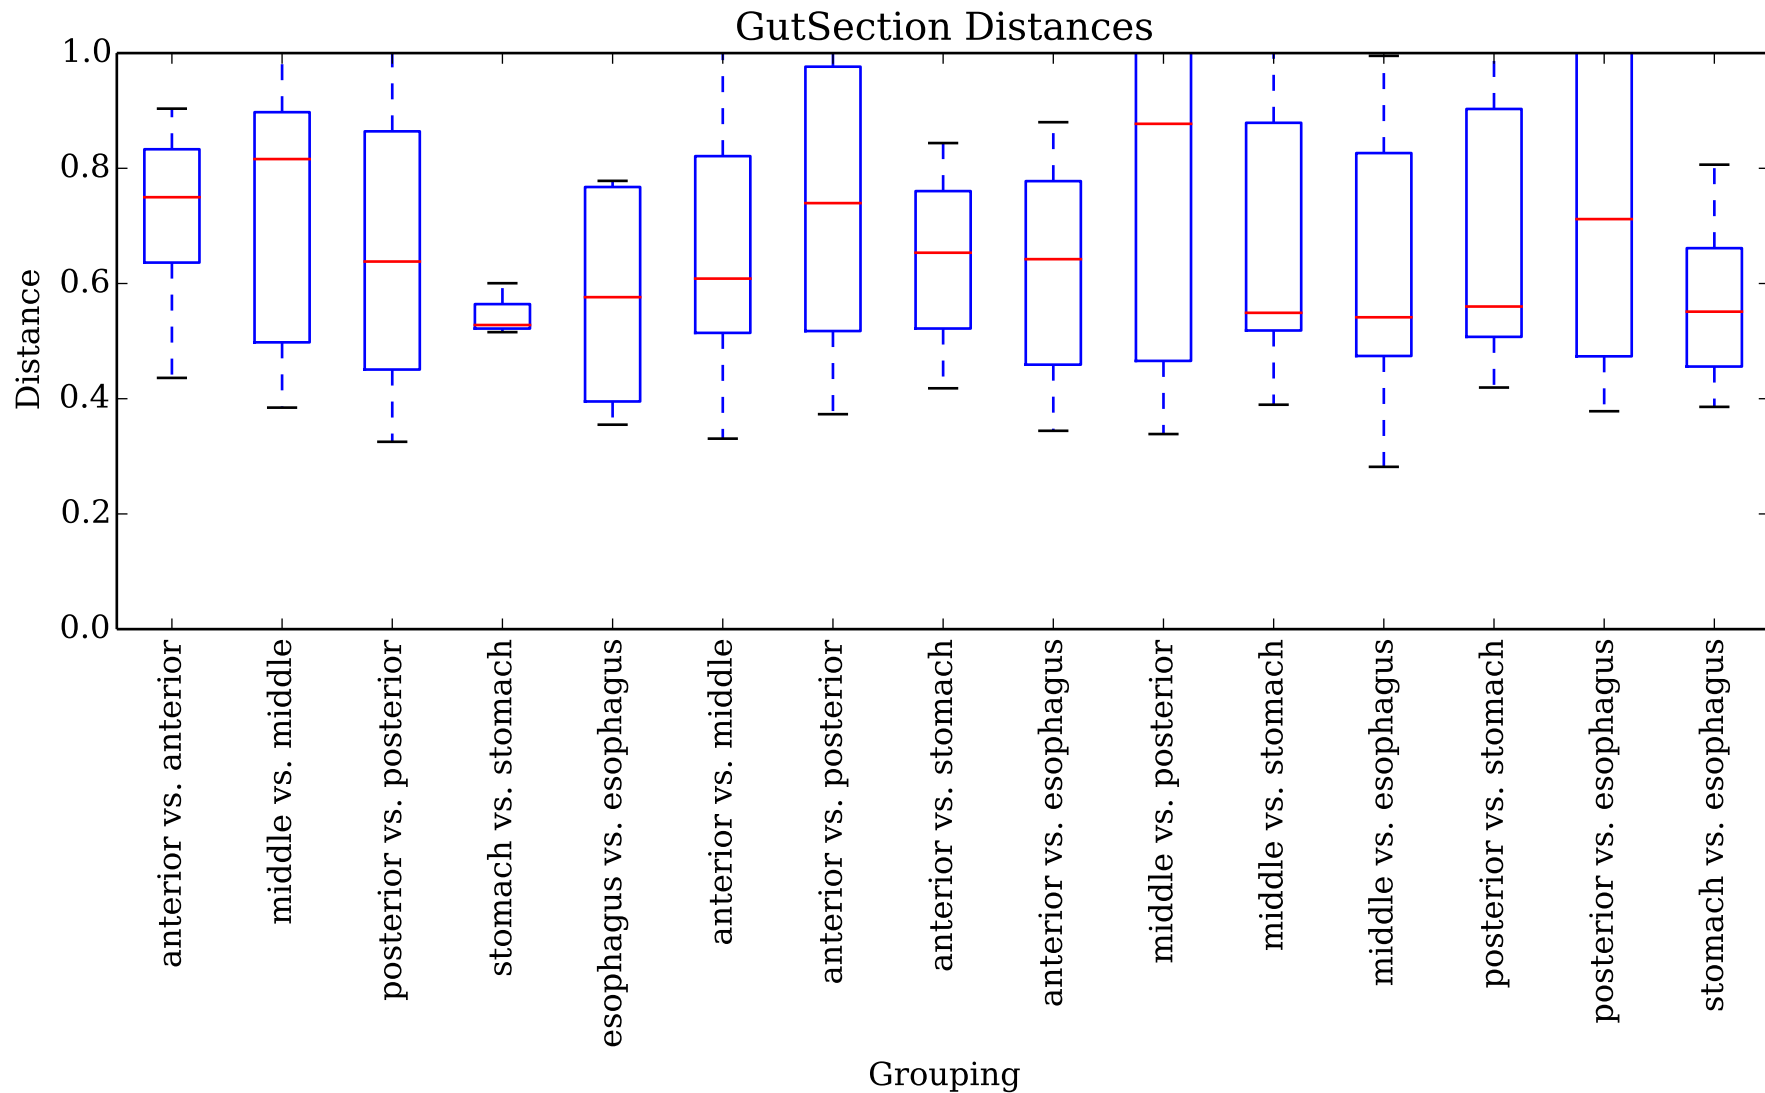 GutSection Distances
1.0
0.8
0.6
0.4
0.2
0.0
Distance
anterior vs. anterior
middle vs. middle
posterior vs. posterior
stomach vs. stomach
esophagus vs. esophagus
anterior vs. middle
anterior vs. posterior
anterior vs. stomach
anterior vs. esophagus
middle vs. posterior
middle vs. stomach
middle vs. esophagus
posterior vs. stomach
posterior vs. esophagus
stomach vs. esophagus
Grouping